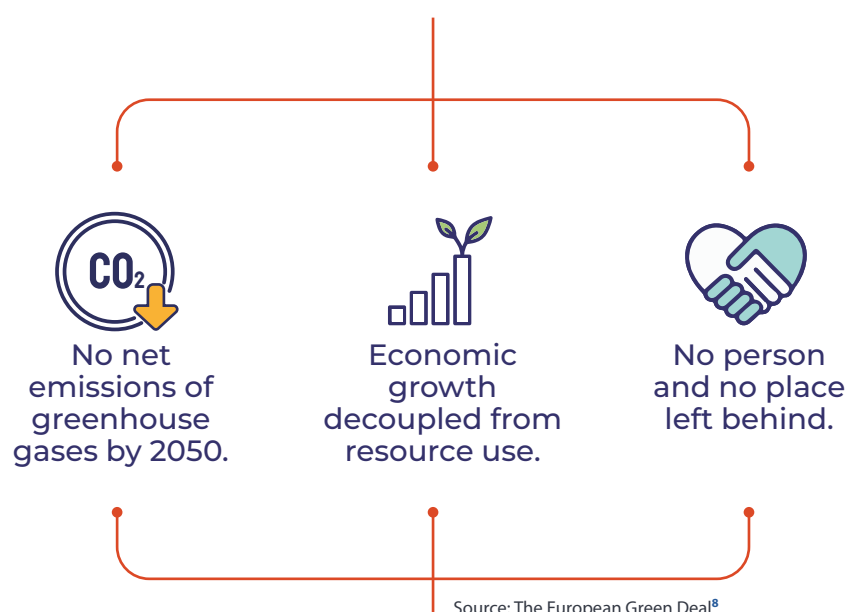 CO₂
No net
emissions of
greenhouse
gases by 2050.
Economic
growth
decoupled from
resource use.
No person
and no place
left behind.
Source: The European Green Deal⁸